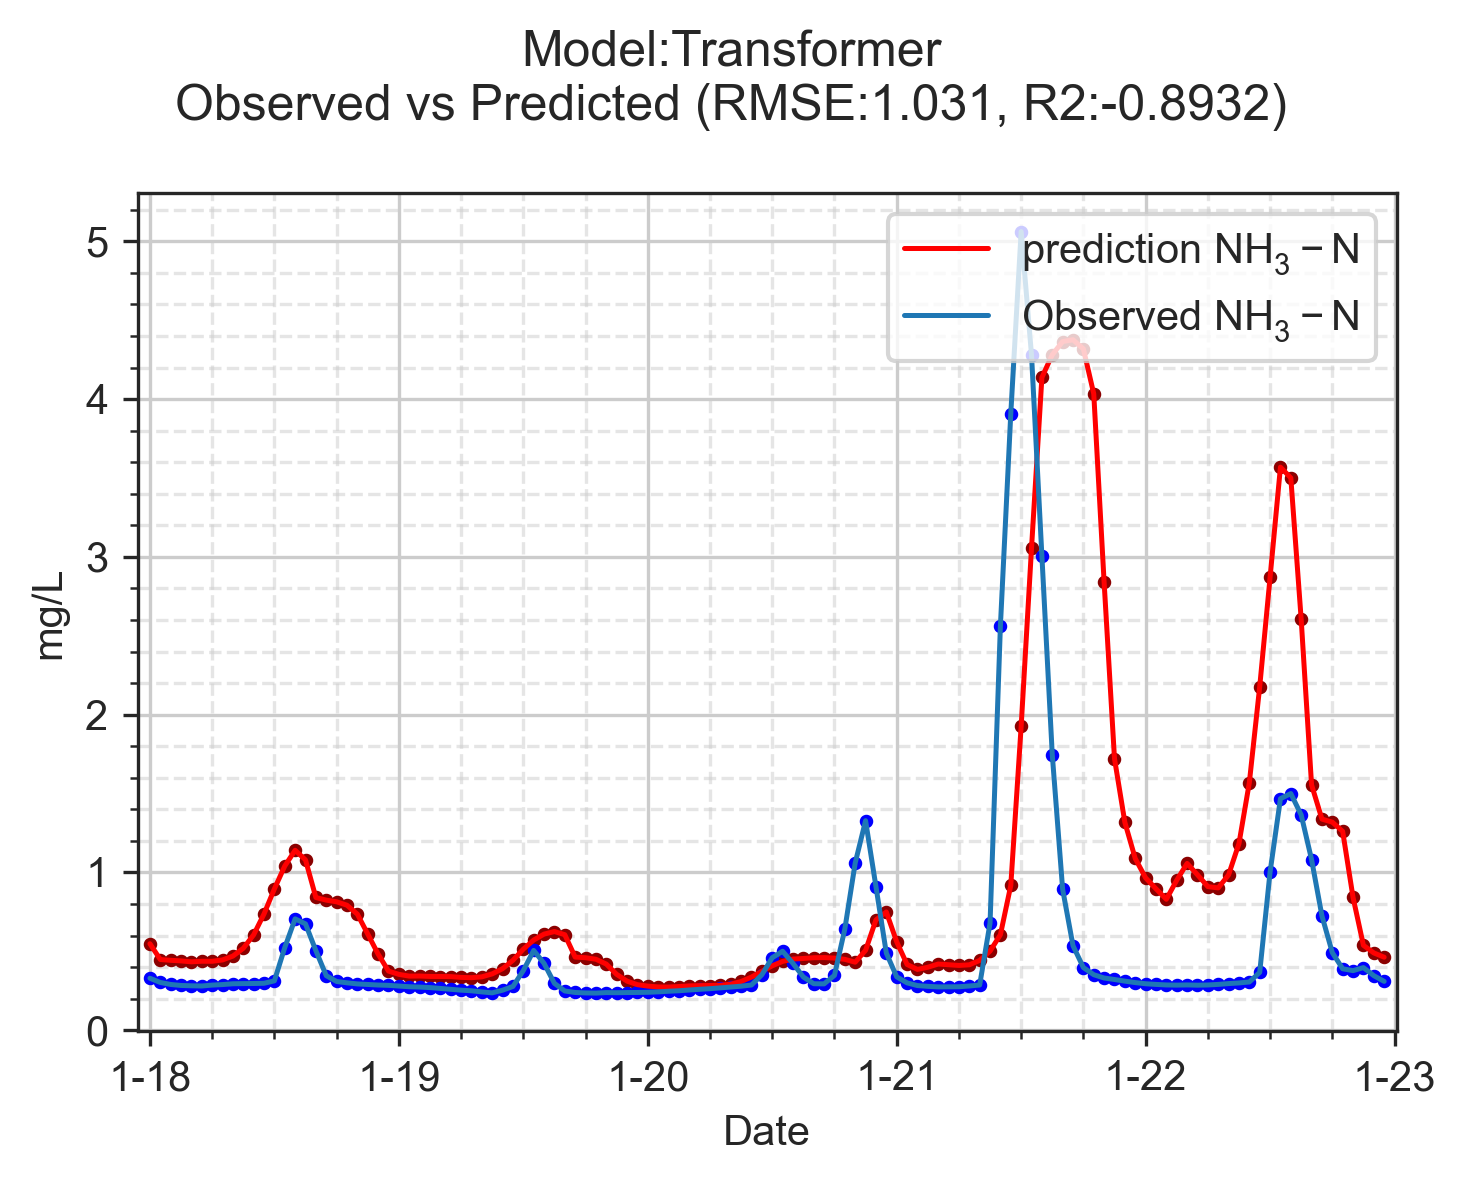 Model:Transformer
Observed vs Predicted (RMSE:1.031, R2:-0.8932)
prediction NH₃ − N
Observed NH₃ − N
5
4
3
2
1
0
mg/L
1-18
1-19
1-20
1-21
1-22
1-23
Date